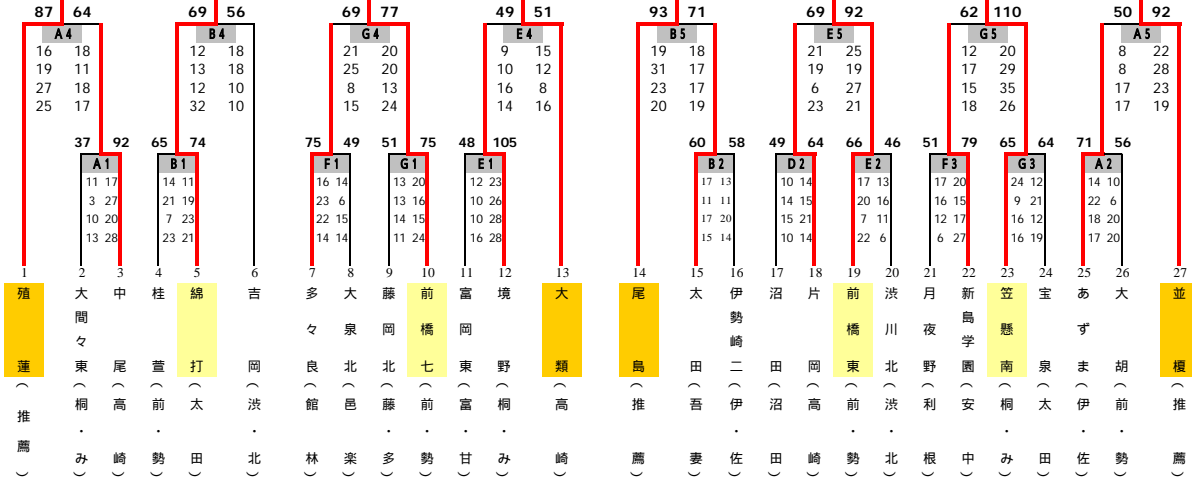 87 64 69 56 69 77 49 51 93 71 69 92 62 110 50 92
A4 B4 G4 E4 B5 E5 G5 A5
16 18 12 18 21 20 9 15 19 18 21 25 12 20 8 22
19 11 13 18 25 20 10 12 31 17 19 19 17 29 8 28
27 18 12 10 8 13 16 8 23 17 6 27 15 35 17 23
25 17 32 10 15 24 14 16 20 19 23 21 18 26 17 19
37 92 65 74 75 49 51 75 48 105 60 58 49 64 66 46 51 79 65 64 71 56
A1 B1 F1 G1 E1 B2 D2 E2 F3 G3 A2
11 17 14 11 16 14 13 20 12 23 17 13 10 14 17 13 17 20 24 12 14 10
3 27 21 19 23 6 13 16 10 26 11 11 14 15 20 16 16 15 9 21 22 6
10 20 7 23 22 15 14 15 10 28 17 20 15 21 7 11 12 17 16 12 18 20
13 28 23 21 14 14 11 24 16 28 15 14 10 14 22 6 6 27 16 19 17 20
1 2 3 4 5 6 7 8 9 10 11 12 13 14 15 16 17 18 19 20 21 22 23 24 25 26 27
殖蓮(推薦)
大間々東(桐・み)
中尾(高崎)
桂萱(前・勢)
綿打(太田)
吉岡(渋・北)
多々良(館林)
大泉北(邑楽)
藤岡北(藤・多)
前橋七(前・勢)
富岡東(富・甘)
境野(桐・み)
大類(高崎)
尾島(推薦)
太田(吾妻)
伊勢崎二(伊・佐)
沼田(沼田)
片岡(高崎)
前橋東(前・勢)
渋川北(渋・北)
月夜野(利根)
新島学園(安中)
笠懸南(桐・み)
宝泉(太田)
あずま(伊・佐)
大胡(前・勢)
並榎(推薦)